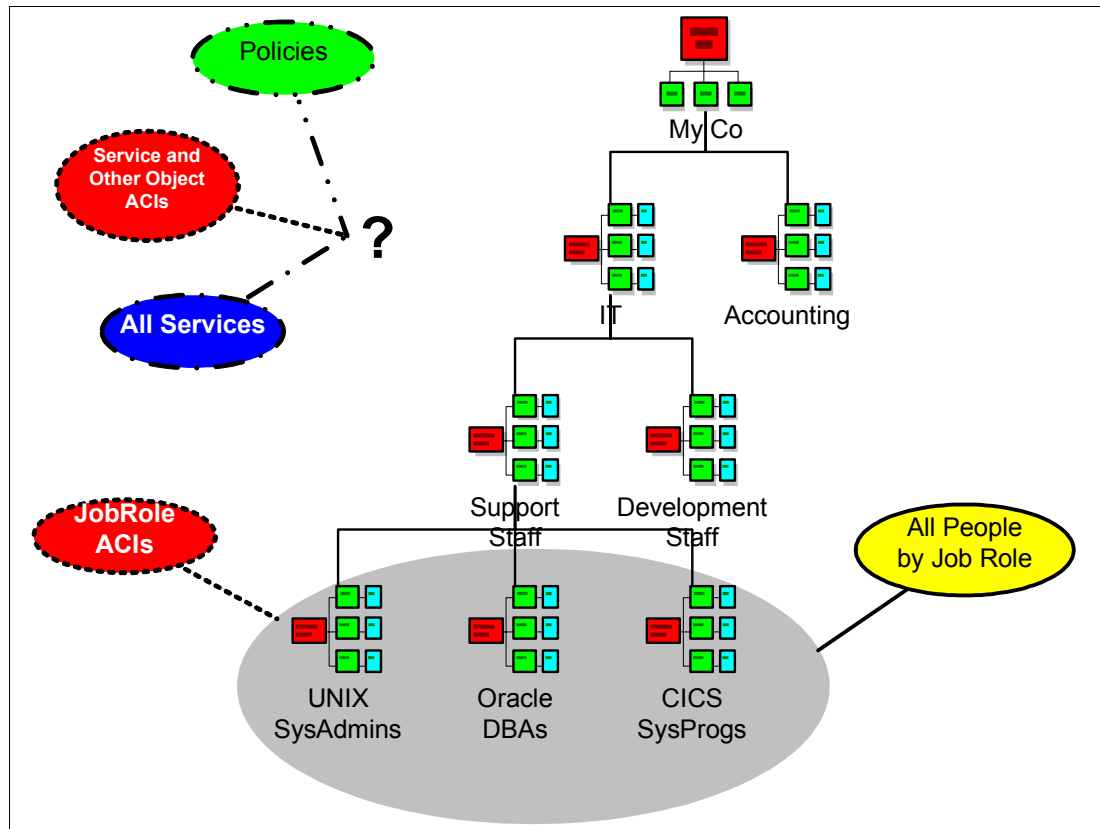 Policies
My Co
Service and
Other Object
ACIs
?
All Services
IT
Accounting
Support
Staff
Development
Staff
JobRole
ACIs
All People
by Job Role
UNIX
SysAdmins
Oracle
DBAs
CICS
SysProgs